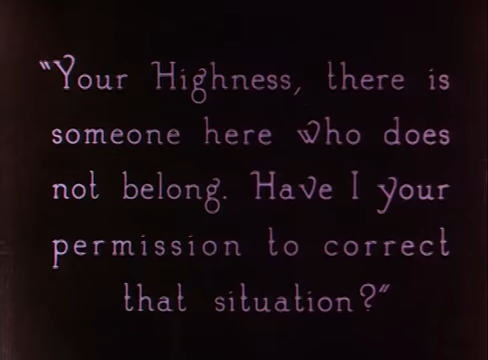 "Your Highness, there is
someone here who does
not belong. Have I your
permission to correct
that situation?"